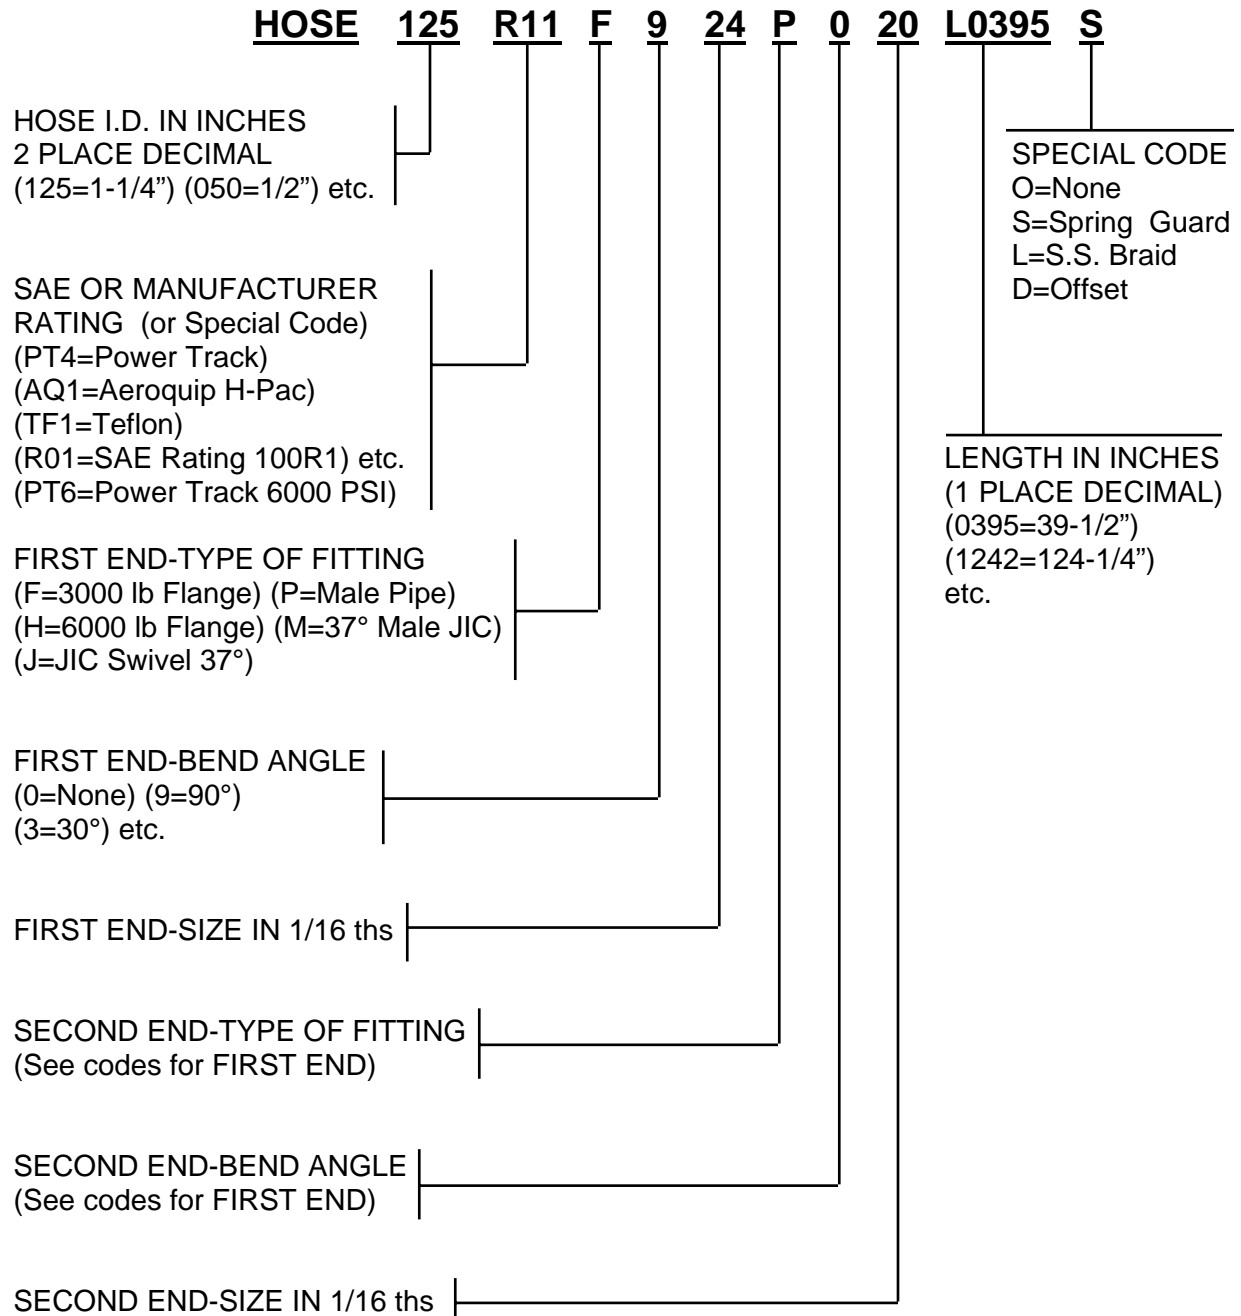 HOSE 125 R11 F 9 24 P 0 20 L0395 S
HOSE I.D. IN INCHES
2 PLACE DECIMAL
(125=1-1/4”) (050=1/2”) etc.
SPECIAL CODE
O=None
S=Spring Guard
L=S.S. Braid
D=Offset
SAE OR MANUFACTURER
RATING (or Special Code)
(PT4=Power Track)
(AQ1=Aeroquip H-Pac)
(TF1=Teflon)
(R01=SAE Rating 100R1) etc.
(PT6=Power Track 6000 PSI)
LENGTH IN INCHES
(1 PLACE DECIMAL)
(0395=39-1/2”)
(1242=124-1/4”)
etc.
FIRST END-TYPE OF FITTING
(F=3000 lb Flange) (P=Male Pipe)
(H=6000 lb Flange) (M=37° Male JIC)
(J=JIC Swivel 37°)
FIRST END-BEND ANGLE
(0=None) (9=90°)
(3=30°) etc.
FIRST END-SIZE IN 1/16 ths
SECOND END-TYPE OF FITTING
(See codes for FIRST END)
SECOND END-BEND ANGLE
(See codes for FIRST END)
SECOND END-SIZE IN 1/16 ths